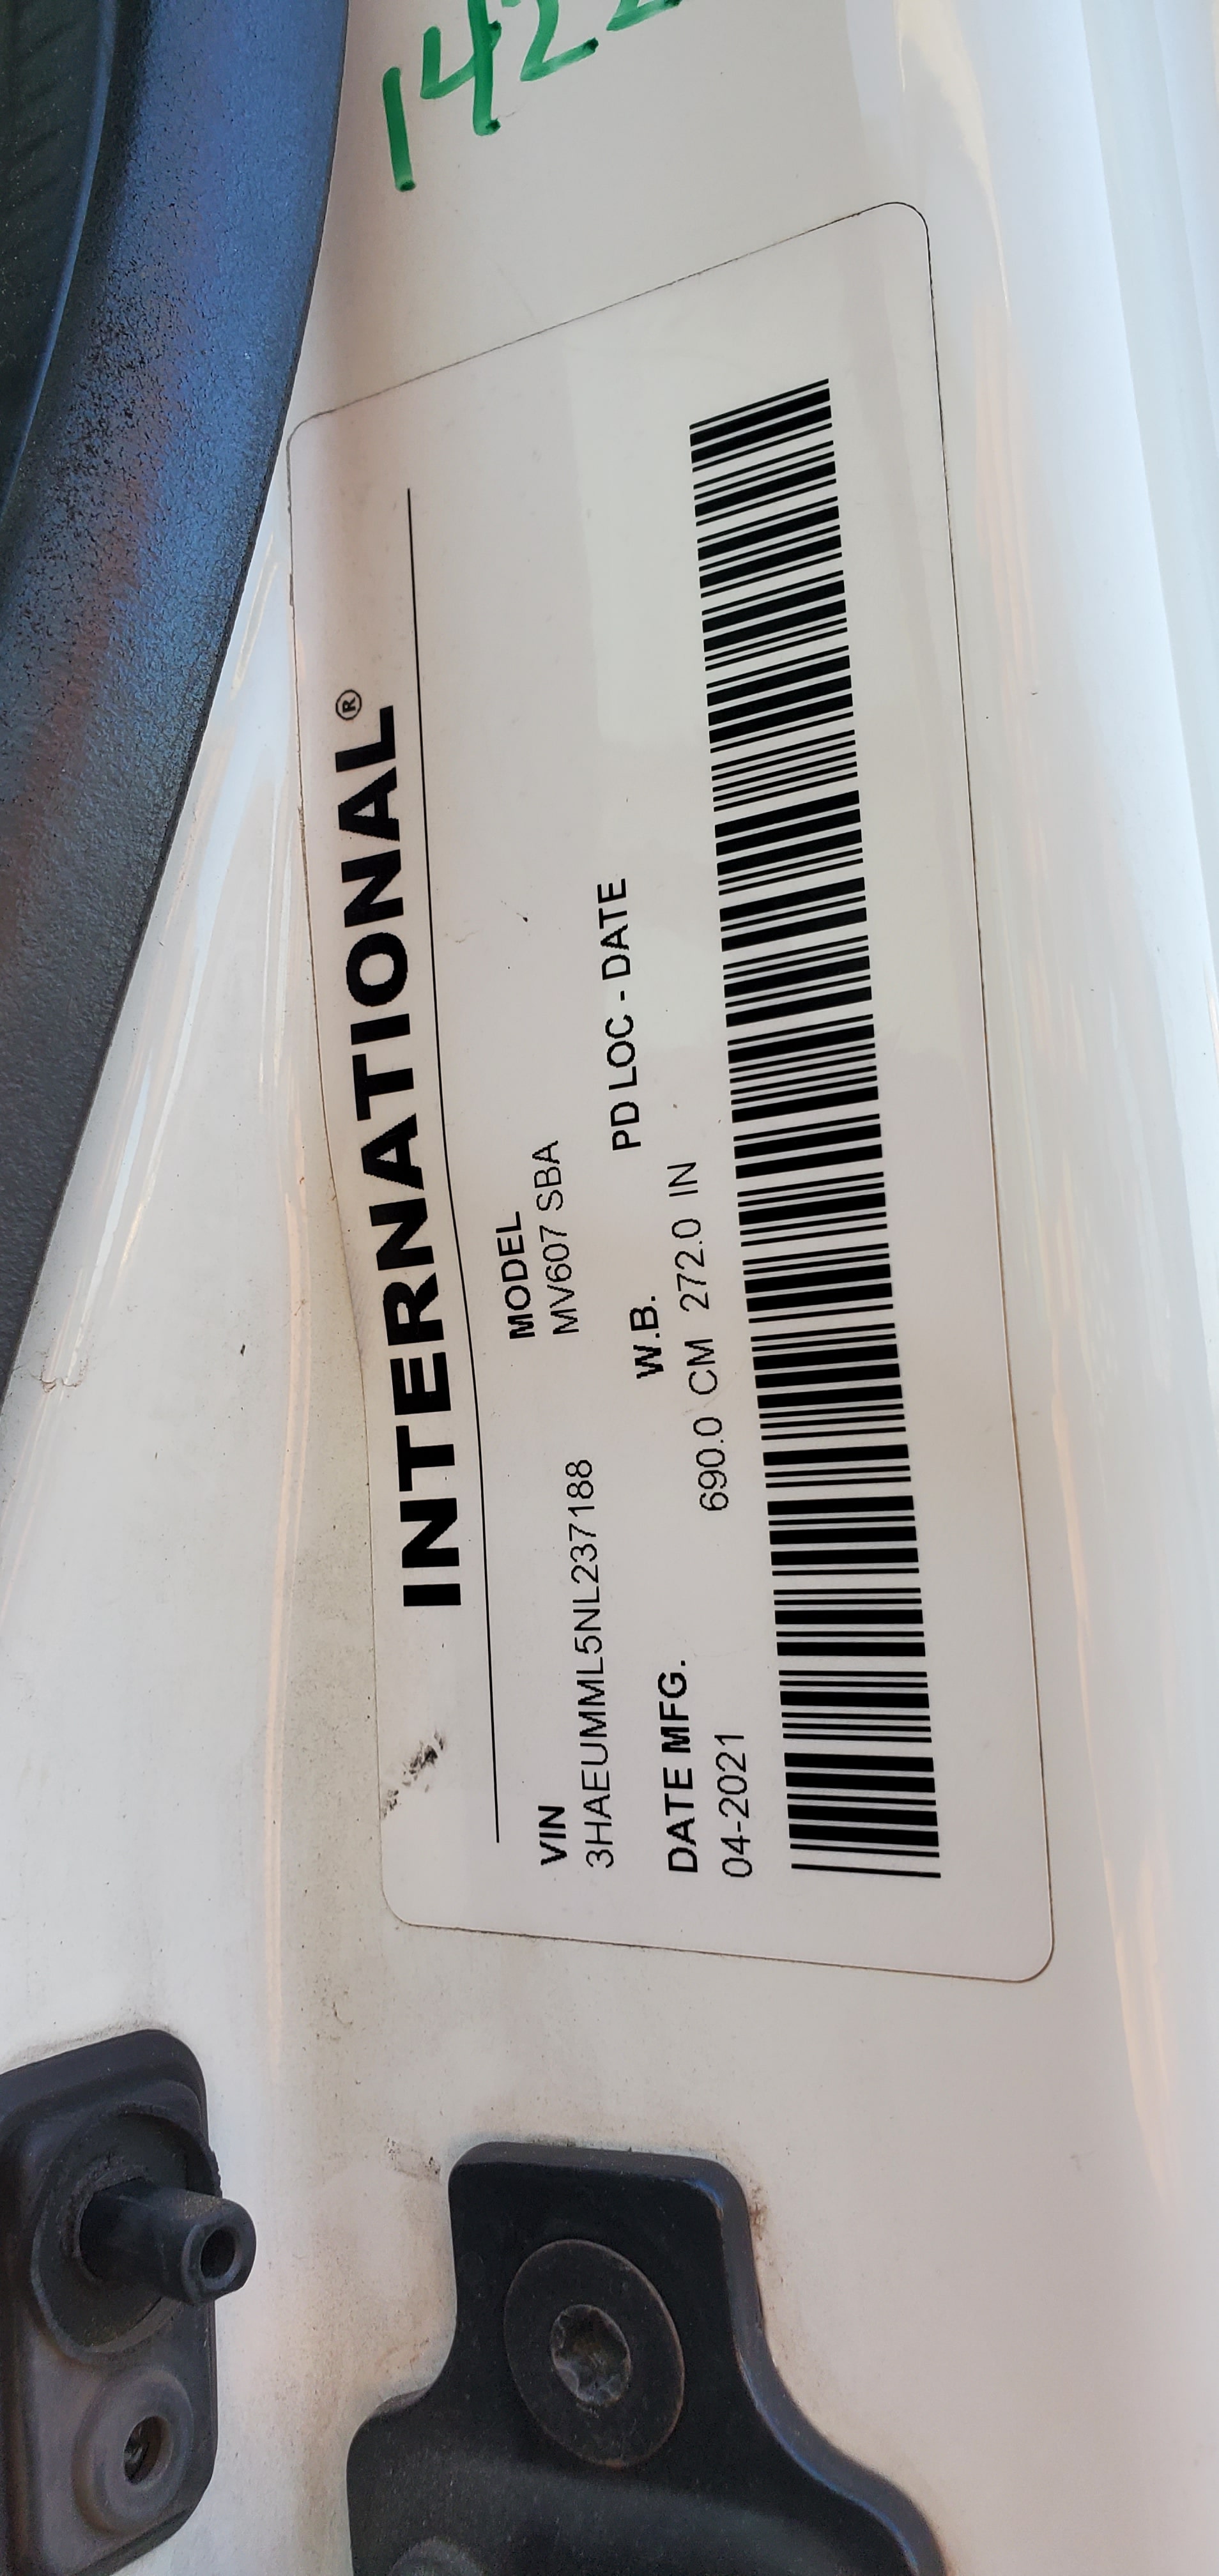 INTERNATIONAL®
VIN
3HAEUMML5NL237188
MODEL
MV607 SBA
DATE MFG.
04-2021
W.B.
690.0 CM 272.0 IN
PD LOC - DATE